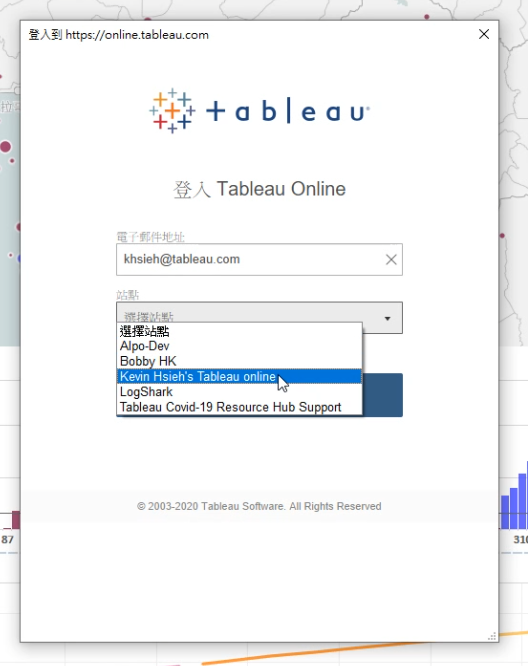 登入到 https://online.tableau.com
tableau®
登入 Tableau Online
電子郵件地址
khsieh@tableau.com
站點
選擇站點
選擇站點
Alpo-Dev
Bobby HK
Kevin Hsieh's Tableau online
LogShark
Tableau Covid-19 Resource Hub Support
© 2003-2020 Tableau Software. All Rights Reserved
87
310